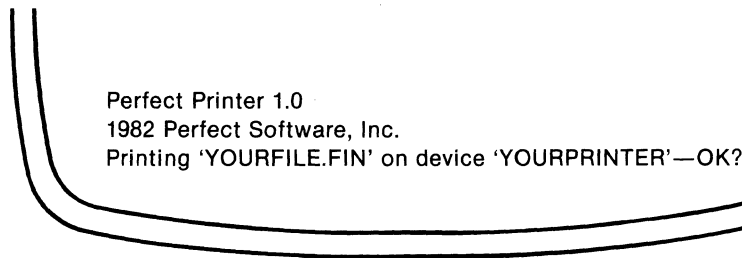 Perfect Printer 1.0
1982 Perfect Software, Inc.
Printing ‘YOURFILE.FIN’ on device ‘YOURPRINTER’—OK?